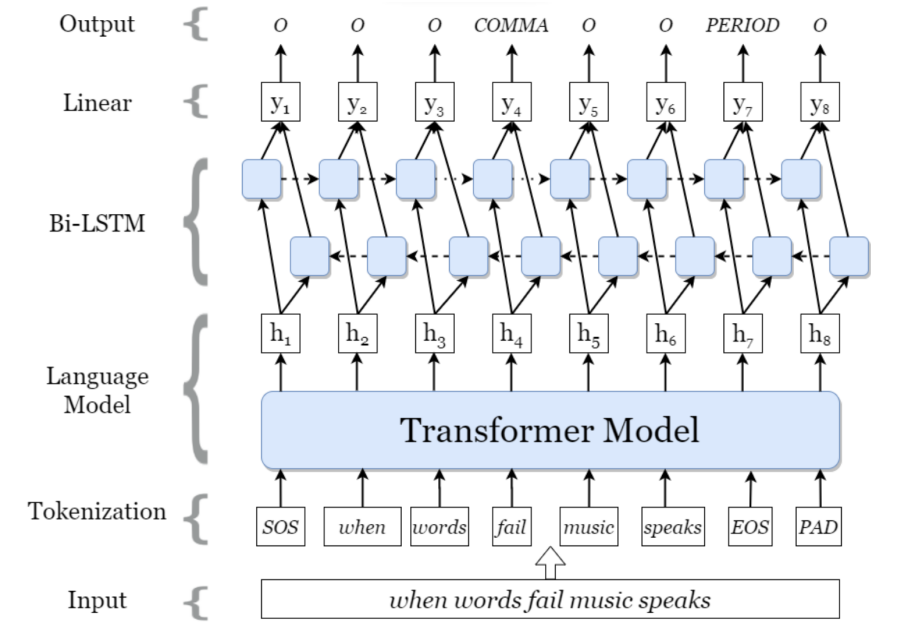 Output
O O O COMMA O O PERIOD O
Linear
y₁ y₂ y₃ y₄ y₅ y₆ y₇ y₈
Bi-LSTM
h₁ h₂ h₃ h₄ h₅ h₆ h₇ h₈
Language
Model
Transformer Model
Tokenization
SOS when words fail music speaks EOS PAD
Input
when words fail music speaks